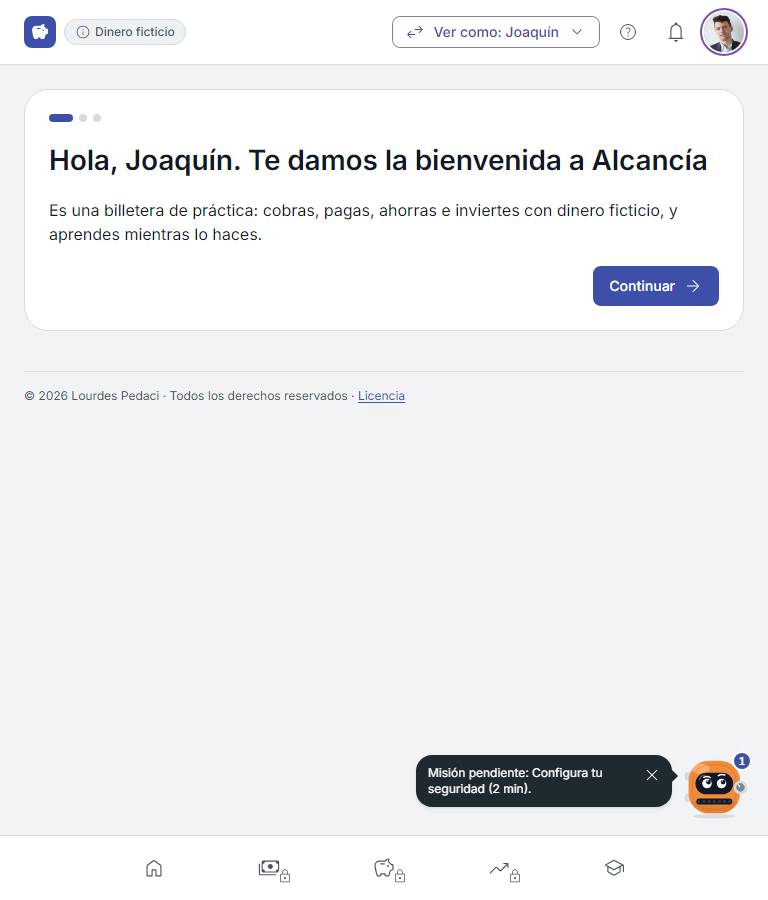 Dinero ficticio
Ver como: Joaquín
Hola, Joaquín. Te damos la bienvenida a Alcancía
Es una billetera de práctica: cobras, pagas, ahorras e inviertes con dinero ficticio, y
aprendes mientras lo haces.
Continuar
© 2026 Lourdes Pedaci · Todos los derechos reservados · Licencia
1
Misión pendiente: Configura tu
seguridad (2 min).